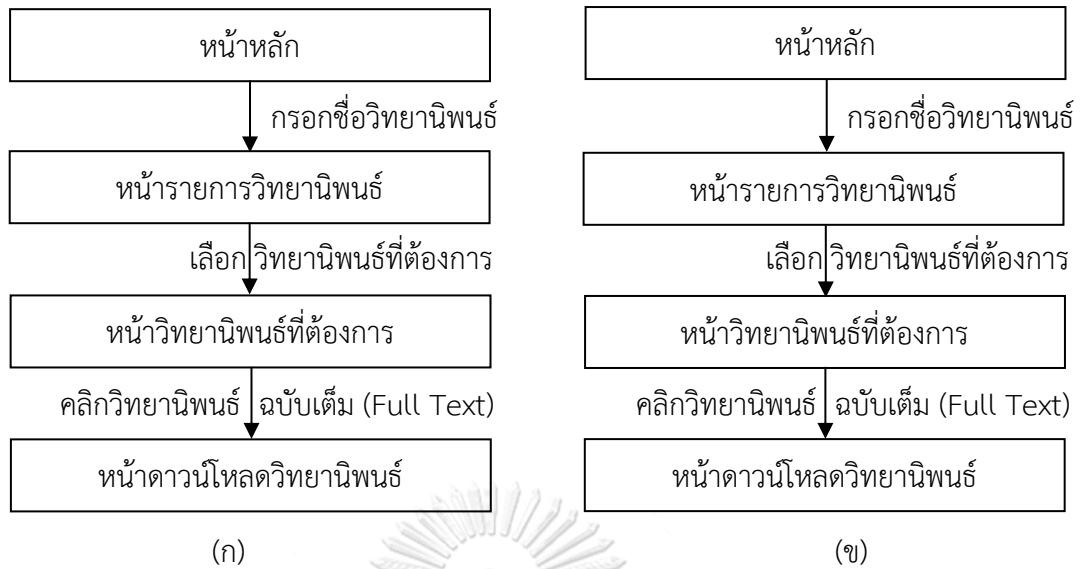 หน้าหลัก
กรอกชื่อวิทยานิพนธ์
หน้ารายการวิทยานิพนธ์
เลือกวิทยานิพนธ์ที่ต้องการ
หน้าวิทยานิพนธ์ที่ต้องการ
คลิกวิทยานิพนธ์ ฉบับเต็ม (Full Text)
หน้าดาวน์โหลดวิทยานิพนธ์
(ก)
หน้าหลัก
กรอกชื่อวิทยานิพนธ์
หน้ารายการวิทยานิพนธ์
เลือกวิทยานิพนธ์ที่ต้องการ
หน้าวิทยานิพนธ์ที่ต้องการ
คลิกวิทยานิพนธ์ ฉบับเต็ม (Full Text)
หน้าดาวน์โหลดวิทยานิพนธ์
(ข)